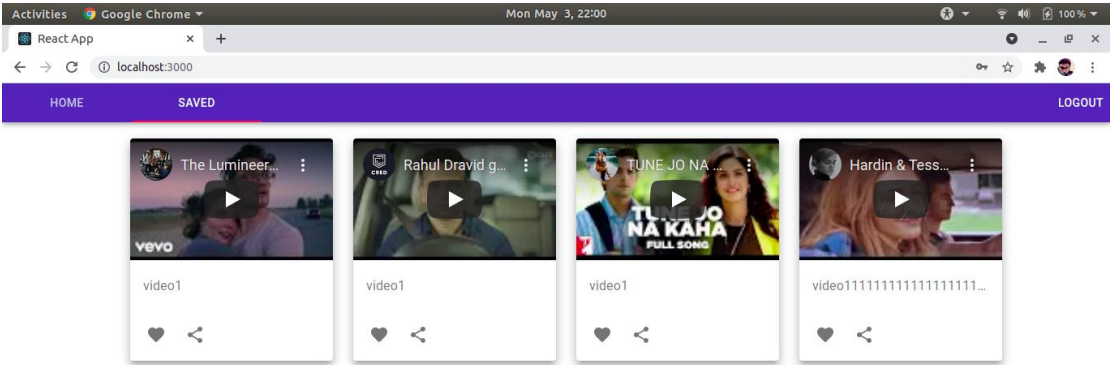 Activities Google Chrome Mon May 3, 22:00 100 %
React App
localhost:3000
HOME SAVED LOGOUT
The Lumineer...
vevo
video1
CRED
Rahul Dravid g...
video1
TUNE JO NA ...
TUNE JO
NA KAHA
FULL SONG
video1
Hardin & Tess...
video111111111111111111111...